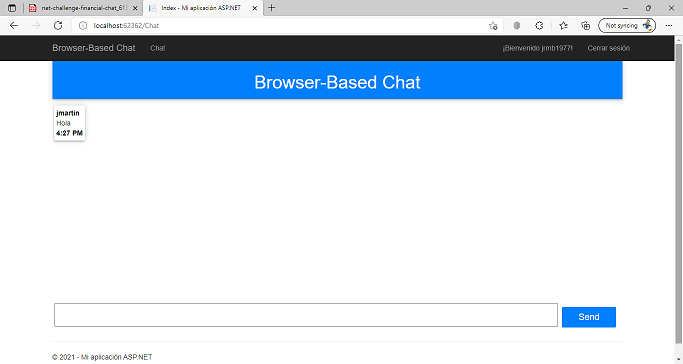 net-challenge-financial-chat_61
Index - Mi aplicación ASP.NET
localhost:62362/Chat
Not syncing
Browser-Based Chat
Chat
¡Bienvenido jrmb1977!
Cerrar sesión
Browser-Based Chat
jmartin
Hola
4:27 PM
Send
© 2021 - Mi aplicación ASP.NET